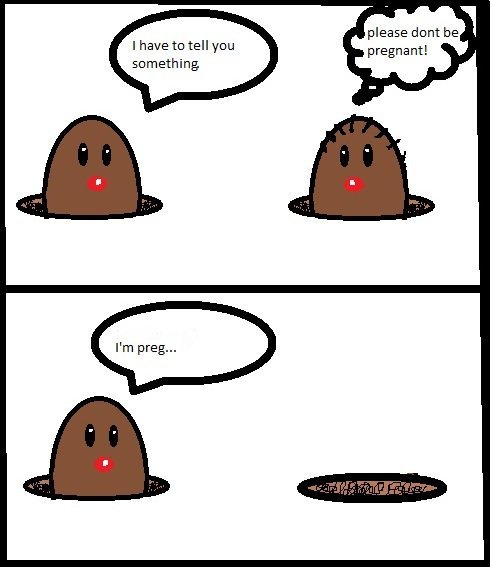 I have to tell you
something.
please dont be
pregnant!
I'm preg...